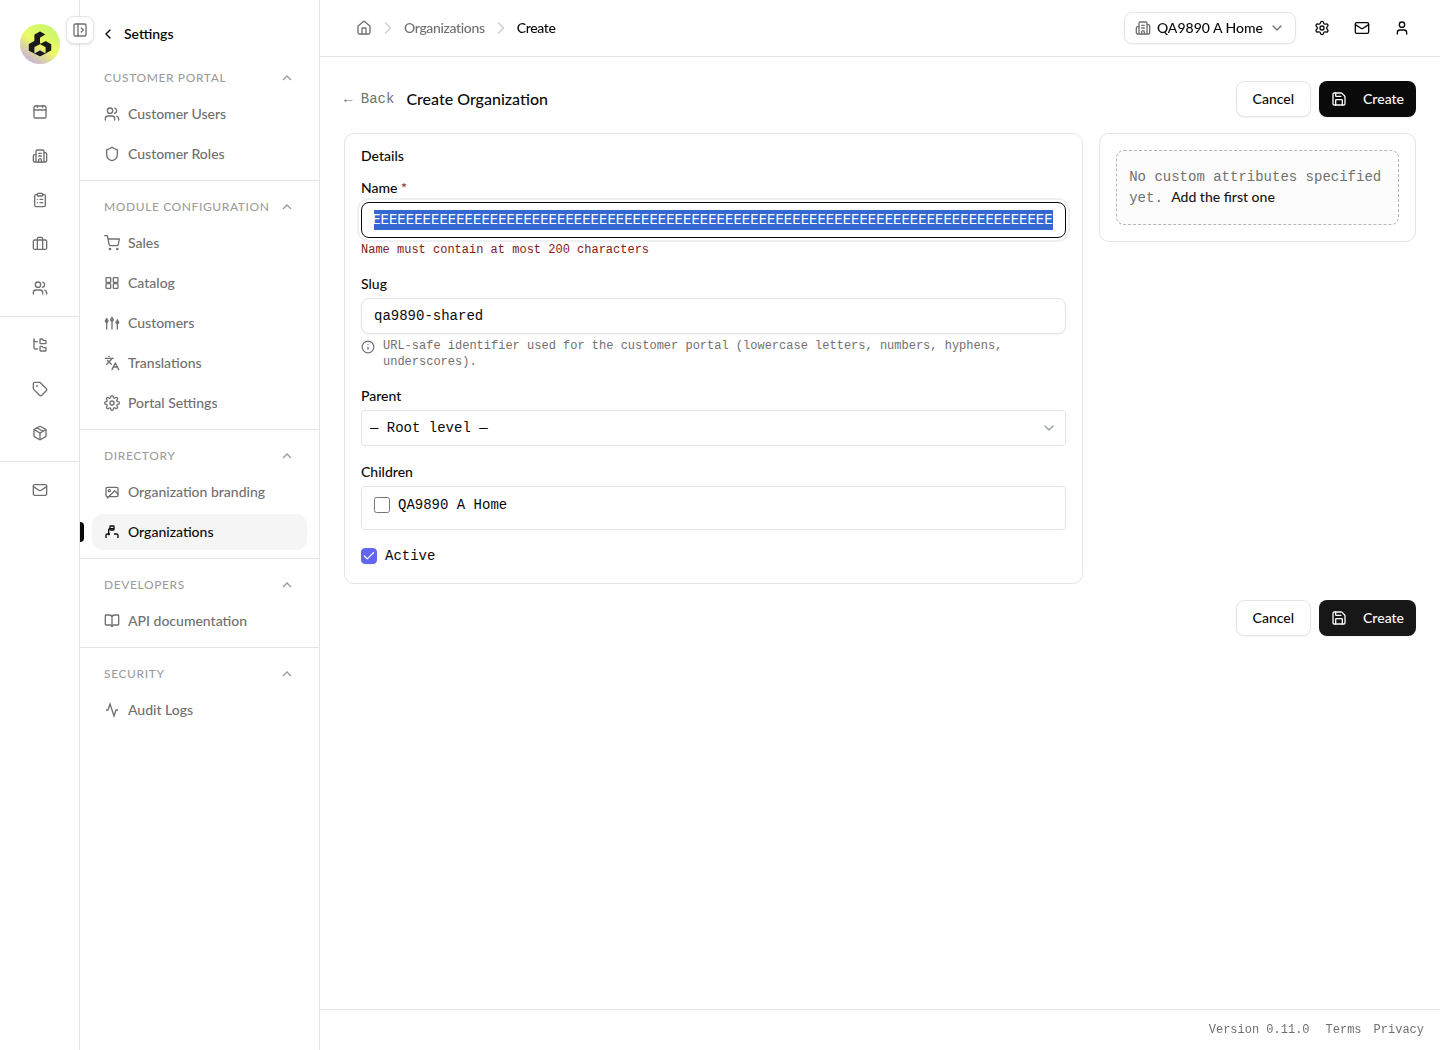 Settings
CUSTOMER PORTAL
Customer Users
Customer Roles
MODULE CONFIGURATION
Sales
Catalog
Customers
Translations
Portal Settings
DIRECTORY
Organization branding
Organizations
DEVELOPERS
API documentation
SECURITY
Audit Logs
Organizations
Create
QA9890 A Home
← Back
Create Organization
Cancel
Create
Details
Name *
Name must contain at most 200 characters
Slug
qa9890-shared
URL-safe identifier used for the customer portal (lowercase letters, numbers, hyphens,
underscores).
Parent
— Root level —
Children
QA9890 A Home
Active
No custom attributes specified
yet. Add the first one
Cancel
Create
Version 0.11.0
Terms
Privacy